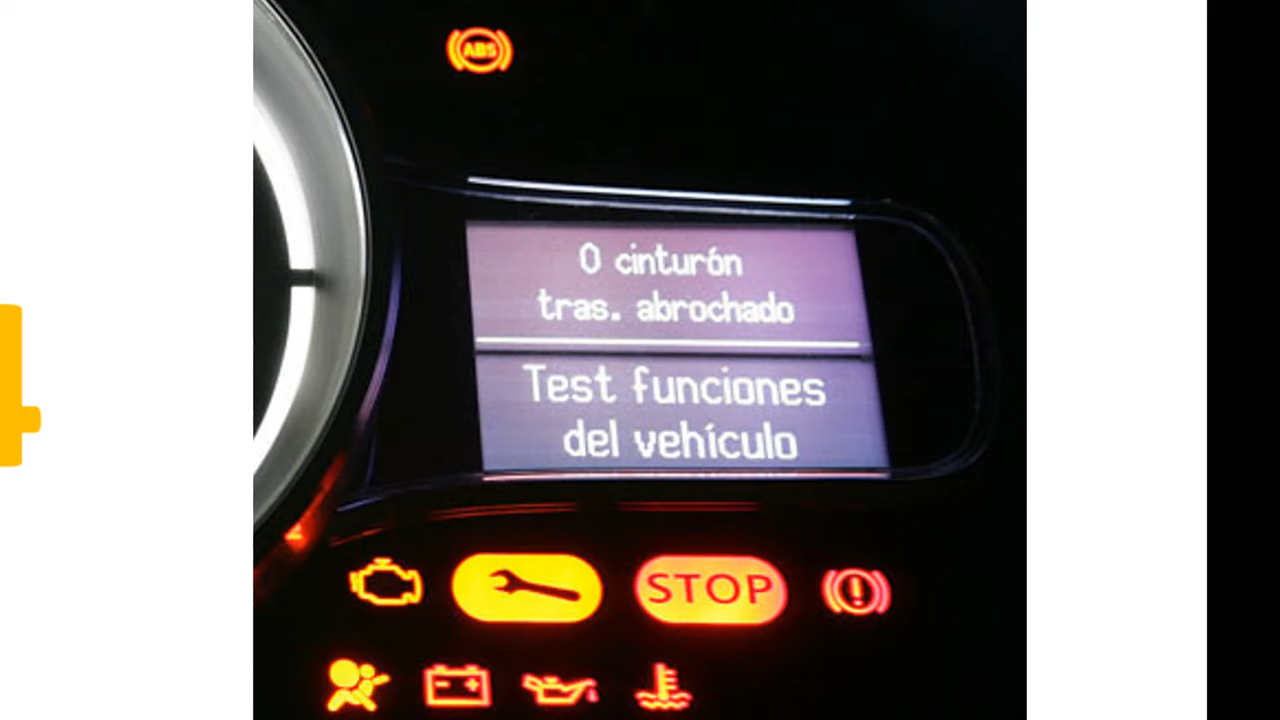 ABS
0 cinturón
tras. abrochado
Test funciones
del vehículo
STOP